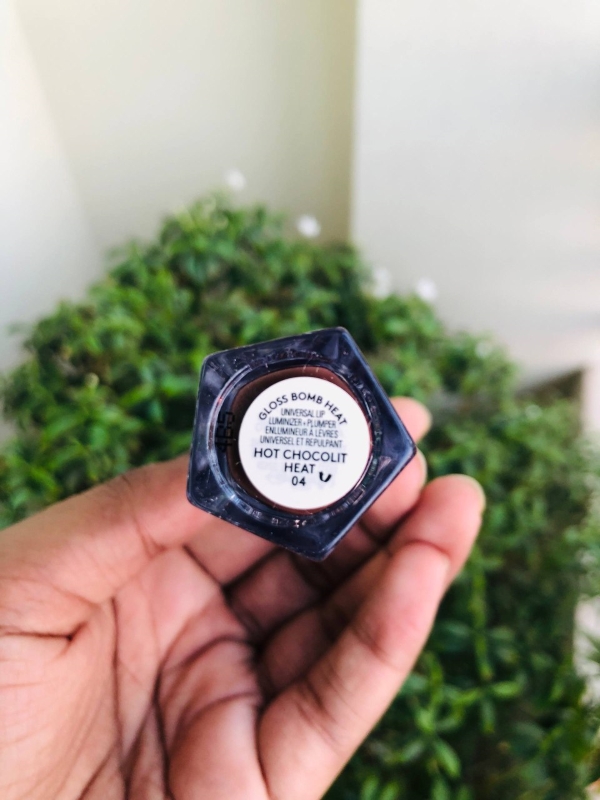 GLOSS BOMB HEAT
UNIVERSAL LIP
LUMINIZER + PLUMPER
ENLUMINEUR À LÈVRES
UNIVERSEL ET REPULPANT
HOT CHOCOLIT
HEAT
04